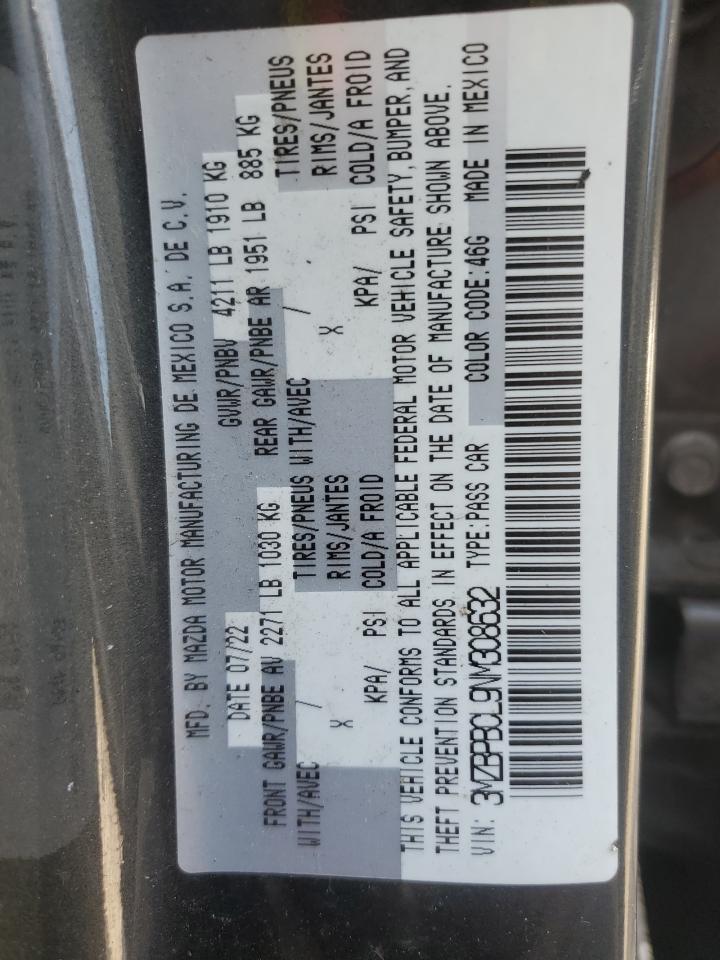 MFD. BY MAZDA MOTOR MANUFACTURING DE MEXICO S.A. DE C.V.
DATE 07/22 GVWR/PNBV 4211 LB 1910 KG
FRONT GAWR/PNBE AV 2271 LB 1030 KG REAR GAWR/PNBE AR 1951 LB 885 KG
WITH/AVEC / TIRES/PNEUS WITH/AVEC / TIRES/PNEUS
X RIMS/JANTES X RIMS/JANTES
KPA/ PSI COLD/A FROID KPA/ PSI COLD/A FROID
THIS VEHICLE CONFORMS TO ALL APPLICABLE FEDERAL MOTOR VEHICLE SAFETY, BUMPER, AND
THEFT PREVENTION STANDARDS IN EFFECT ON THE DATE OF MANUFACTURE SHOWN ABOVE.
VIN: 3MZBPBCL9NM308632 TYPE:PASS CAR COLOR CODE:46G MADE IN MEXICO